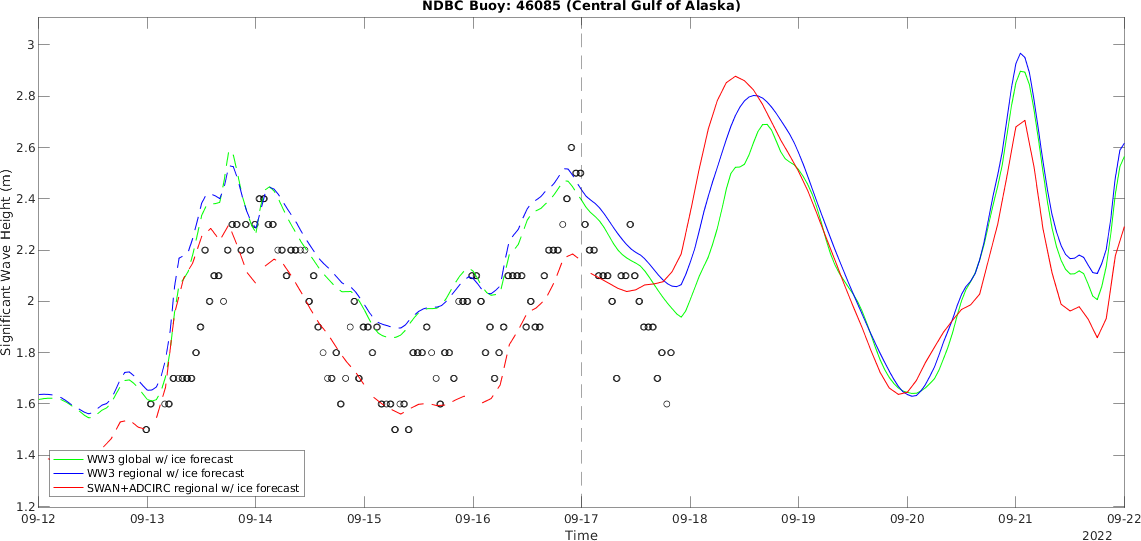 NDBC Buoy: 46085 (Central Gulf of Alaska)
Significant Wave Height (m)
3
2.8
2.6
2.4
2.2
2
1.8
1.6
1.4
1.2
WW3 global w/ ice forecast
WW3 regional w/ ice forecast
SWAN+ADCIRC regional w/ ice forecast
09-12 09-13 09-14 09-15 09-16 09-17 09-18 09-19 09-20 09-21 09-22
Time
2022